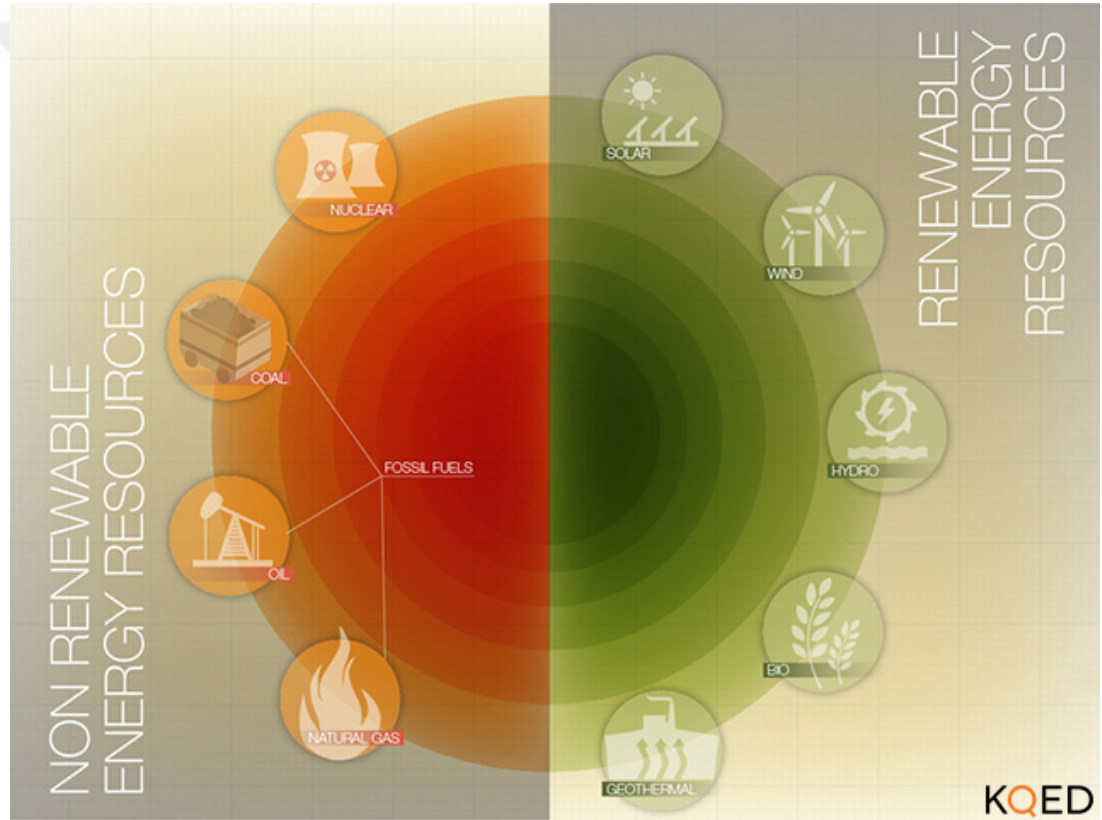 NON RENEWABLE
ENERGY RESOURCES
NUCLEAR
COAL
OIL
NATURAL GAS
FOSSIL FUELS
RENEWABLE
ENERGY
RESOURCES
SOLAR
WIND
HYDRO
BIO
GEOTHERMAL
KQED